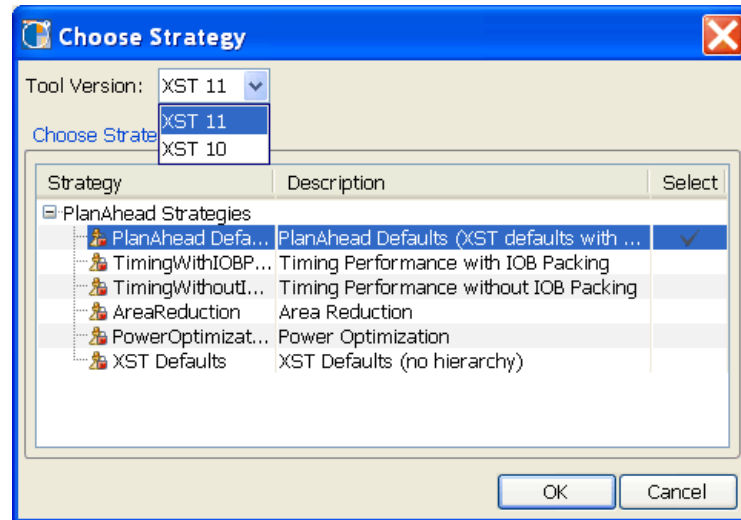 Choose Strategy
Tool Version: XST 11
XST 11
Choose Strate
XST 10
Strategy Description Select
PlanAhead Strategies
PlanAhead Defa... PlanAhead Defaults (XST defaults with ...
TimingWithIOBP... Timing Performance with IOB Packing
TimingWithoutI... Timing Performance without IOB Packing
AreaReduction Area Reduction
PowerOptimizat... Power Optimization
XST Defaults XST Defaults (no hierarchy)
OK Cancel